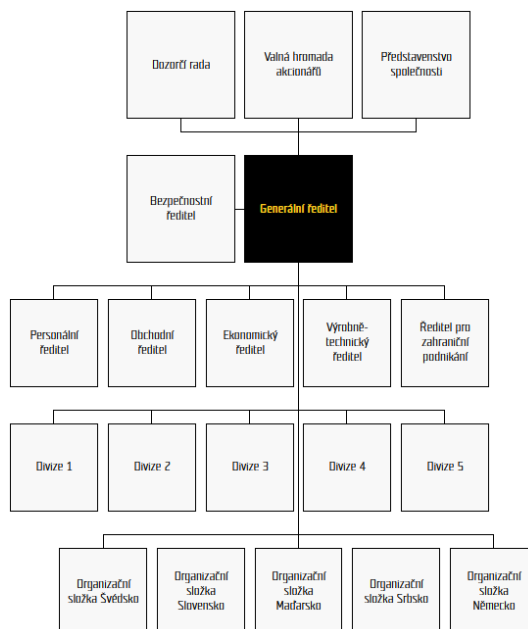 Dozorčí rada
Valná hromada
akcionářů
Představenstvo
společnosti
Bezpečnostní
ředitel
Generální ředitel
Personální
ředitel
Obchodní
ředitel
Ekonomický
ředitel
Výrobně-
technický
ředitel
Ředitel pro
zahraniční
podnikání
Divize 1
Divize 2
Divize 3
Divize 4
Divize 5
Organizační
složka Švédsko
Organizační
složka
Slovensko
Organizační
složka
Maďarsko
Organizační
složka Srbsko
Organizační
složka
Německo